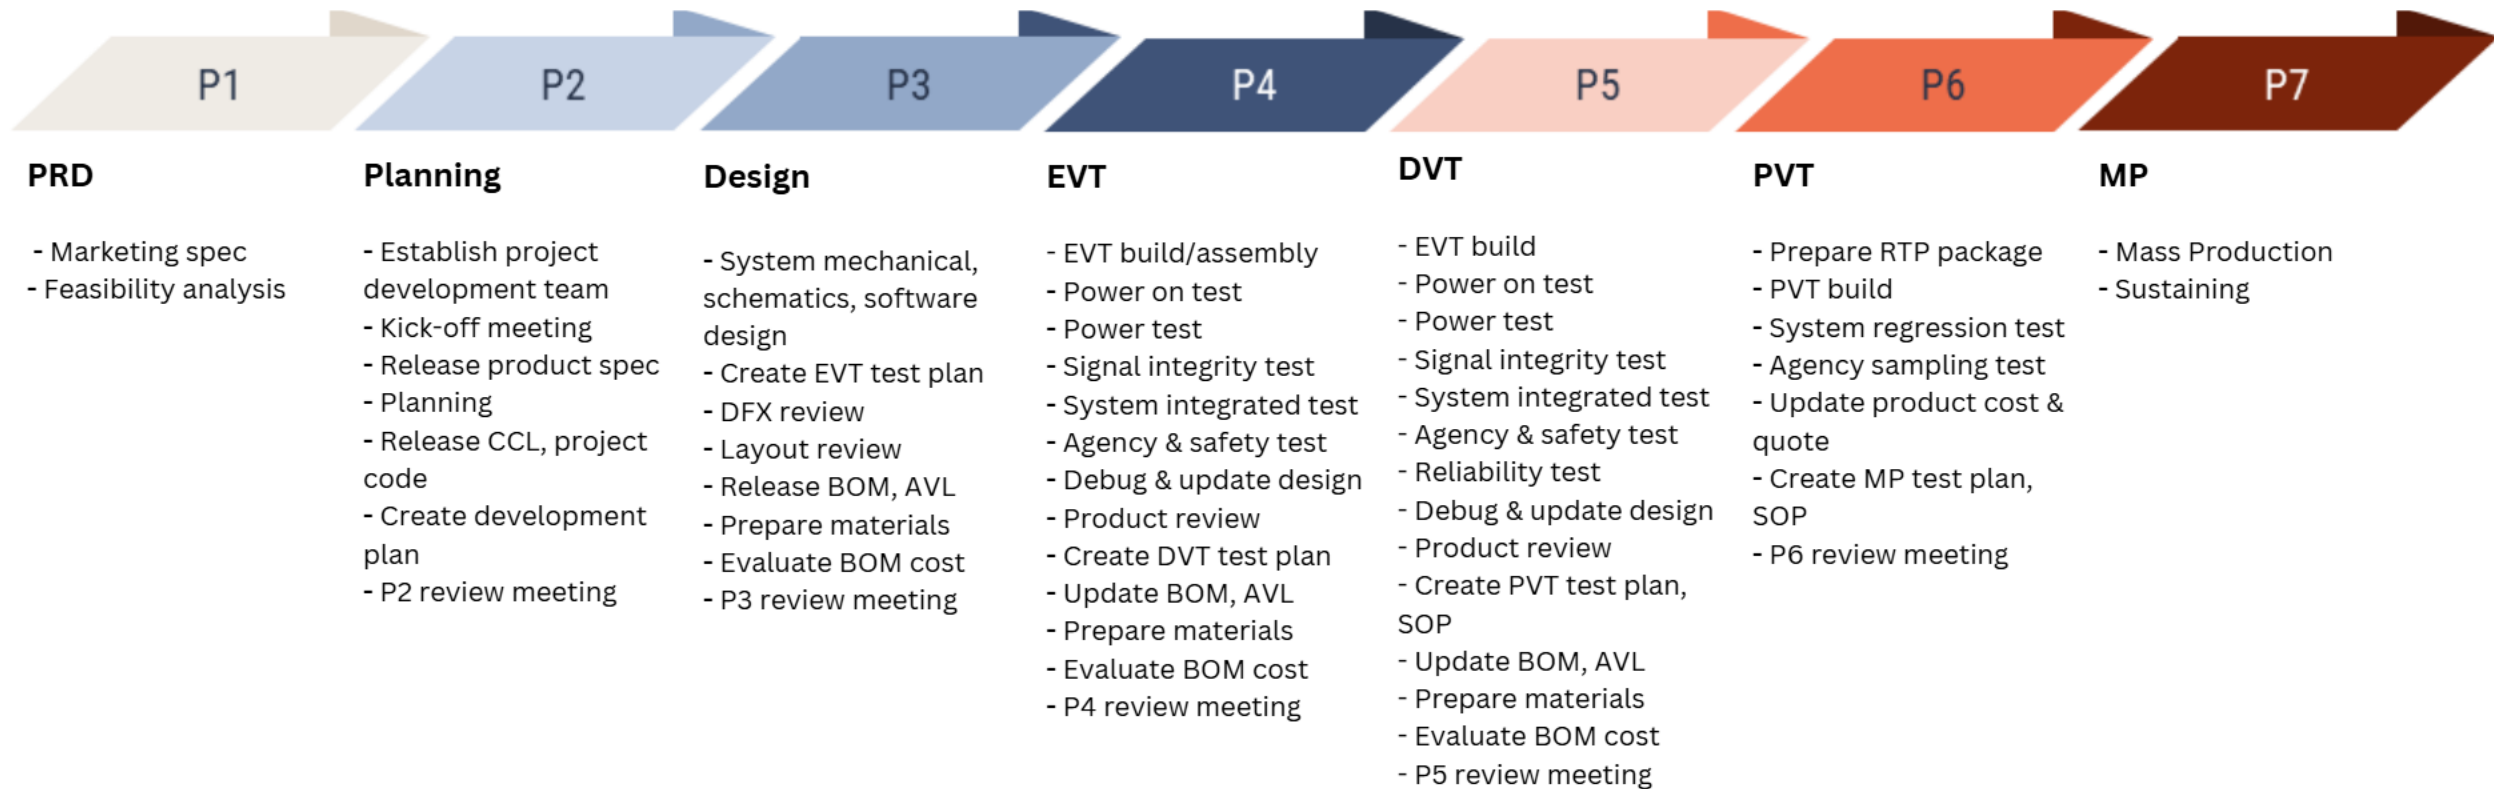 P1
P2
P3
P4
P5
P6
P7
PRD
- Marketing spec
- Feasibility analysis
Planning
- Establish project
development team
- Kick-off meeting
- Release product spec
- Planning
- Release CCL, project
code
- Create development
plan
- P2 review meeting
Design
- System mechanical,
schematics, software
design
- Create EVT test plan
- DFX review
- Layout review
- Release BOM, AVL
- Prepare materials
- Evaluate BOM cost
- P3 review meeting
EVT
- EVT build/assembly
- Power on test
- Power test
- Signal integrity test
- System integrated test
- Agency & safety test
- Debug & update design
- Product review
- Create DVT test plan
- Update BOM, AVL
- Prepare materials
- Evaluate BOM cost
- P4 review meeting
DVT
- EVT build
- Power on test
- Power test
- Signal integrity test
- System integrated test
- Agency & safety test
- Reliability test
- Debug & update design
- Product review
- Create PVT test plan,
SOP
- Update BOM, AVL
- Prepare materials
- Evaluate BOM cost
- P5 review meeting
PVT
- Prepare RTP package
- PVT build
- System regression test
- Agency sampling test
- Update product cost &
quote
- Create MP test plan,
SOP
- P6 review meeting
MP
- Mass Production
- Sustaining